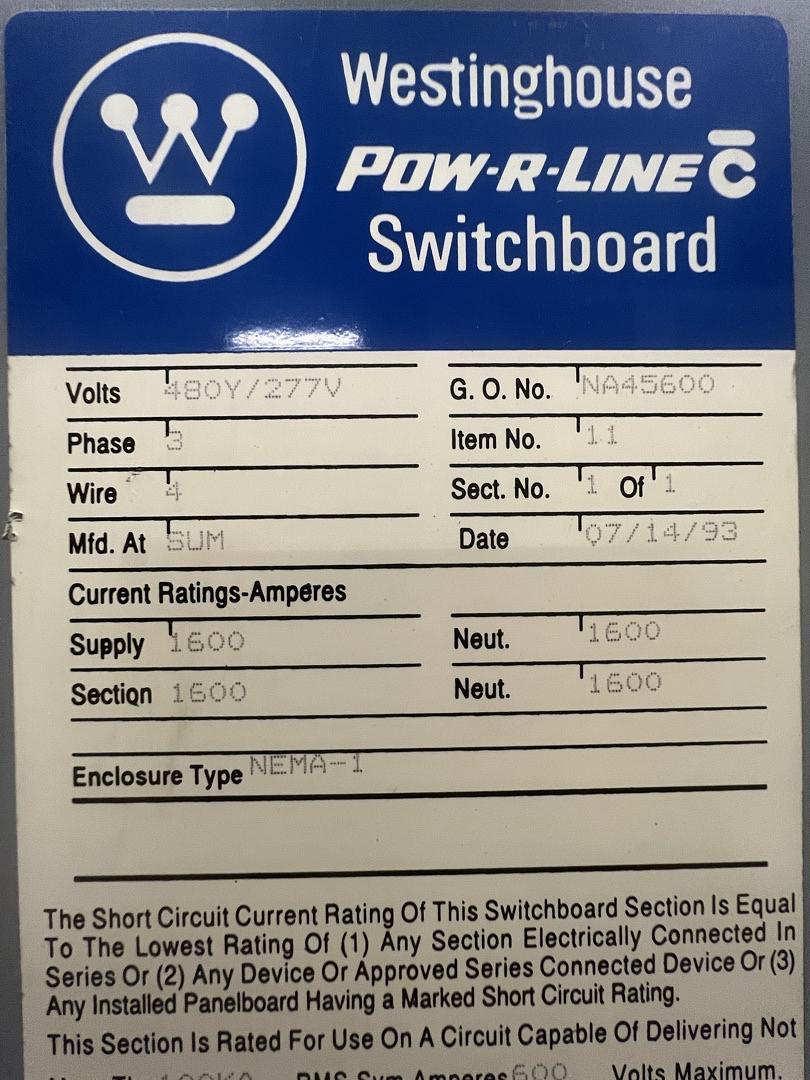 Westinghouse
POW-R-LINE C
Switchboard
Volts 480Y/277V G. O. No. NA45600
Phase 3 Item No. 11
Wire 4 Sect. No. 1 Of 1
Mfd. At SUM Date 07/14/93
Current Ratings-Amperes
Supply 1600 Neut. 1600
Section 1600 Neut. 1600
Enclosure Type NEMA-1
The Short Circuit Current Rating Of This Switchboard Section Is Equal
To The Lowest Rating Of (1) Any Section Electrically Connected In
Series Or (2) Any Device Or Approved Series Connected Device Or (3)
Any Installed Panelboard Having a Marked Short Circuit Rating.
This Section Is Rated For Use On A Circuit Capable Of Delivering Not
RMS Sym Amperes 600 Volts Maximum.